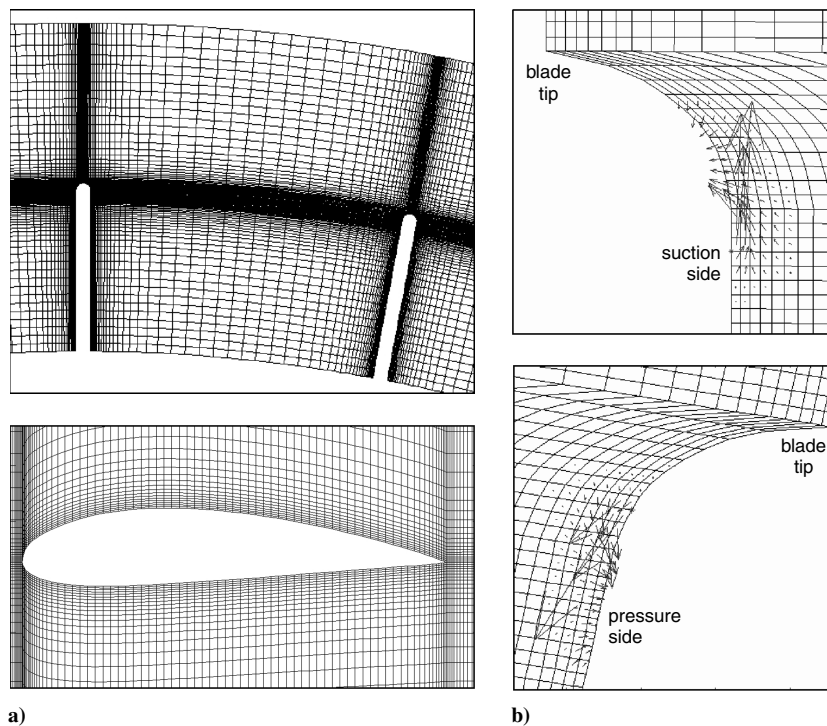 blade
tip
suction
side
blade
tip
pressure
side
a)
b)